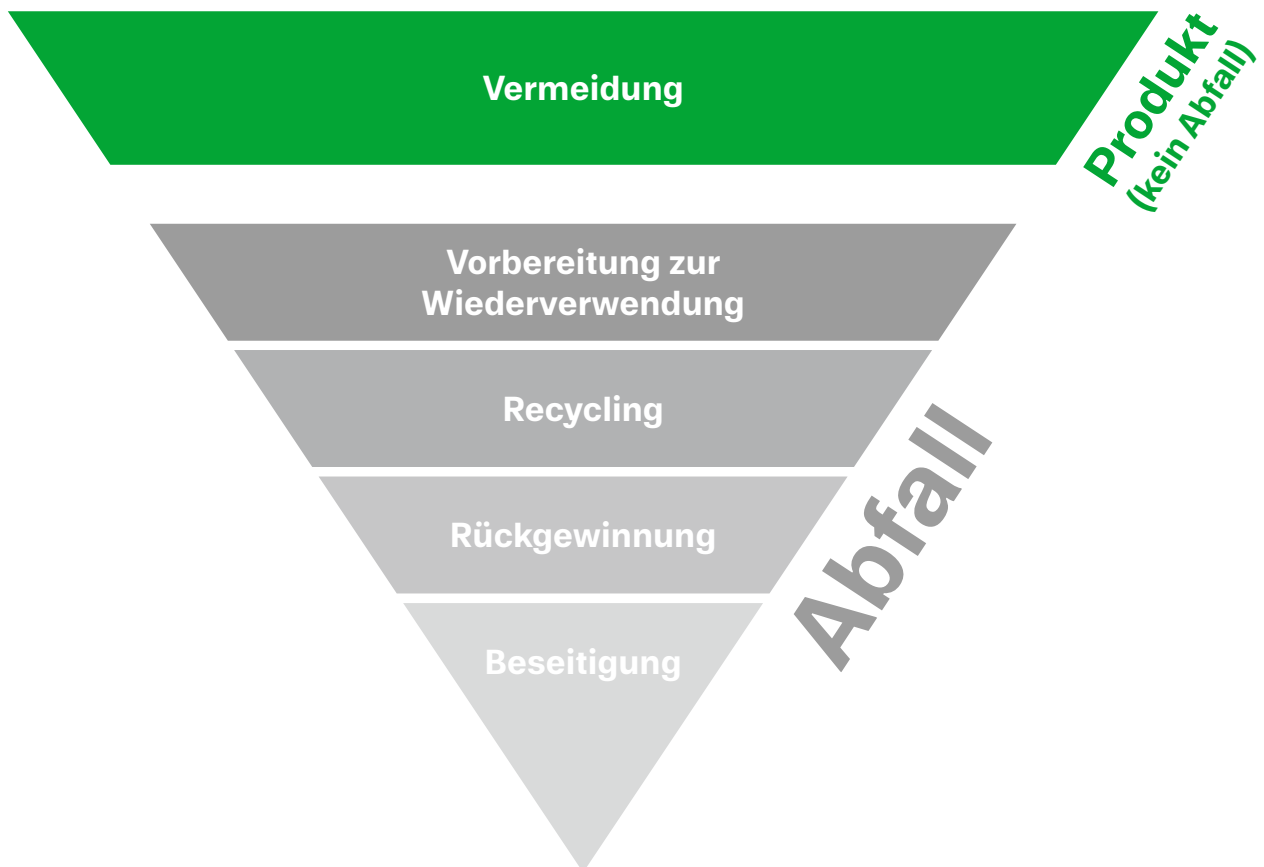 Vermeidung
Produkt
(kein Abfall)
Vorbereitung zur
Wiederverwendung
Recycling
Rückgewinnung
Abfall
Beseitigung